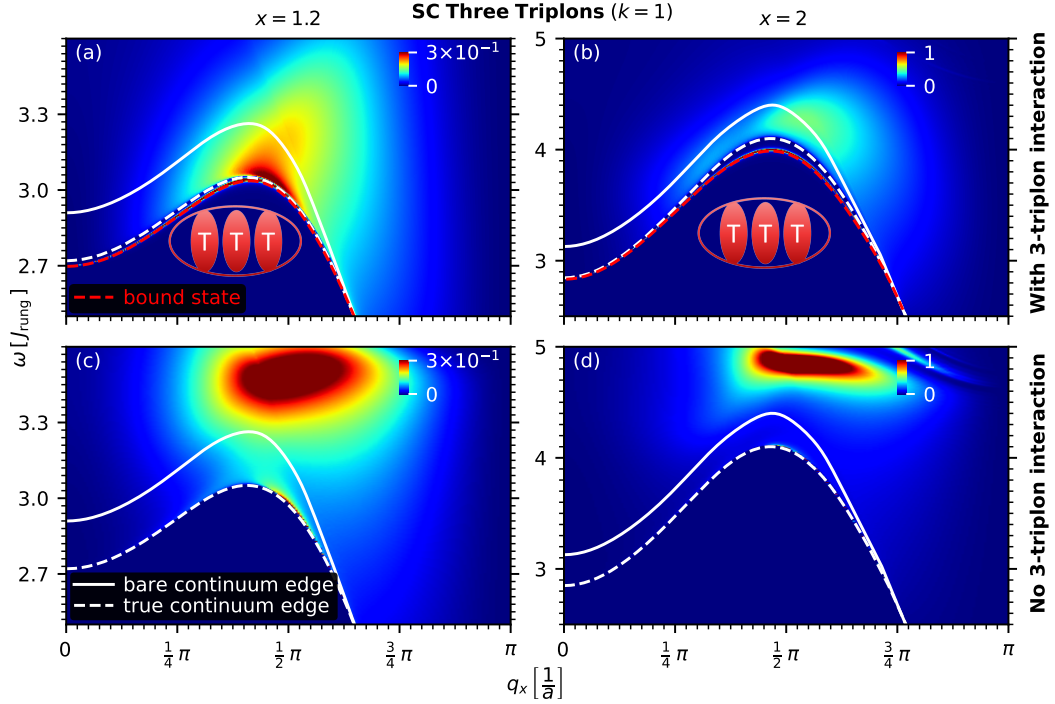 SC Three Triplons (k = 1)
x = 1.2
x = 2
(a)
3×10⁻¹
0
(b)
1
0
3.3
3.0
2.7
5
4
3
T T T
T T T
bound state
With 3-triplon interaction
ω [J_rung]
(c)
3×10⁻¹
0
(d)
1
0
3.3
3.0
2.7
5
4
3
bare continuum edge
true continuum edge
No 3-triplon interaction
0
1/4 π
1/2 π
3/4 π
π
0
1/4 π
1/2 π
3/4 π
π
q_x [1/a]